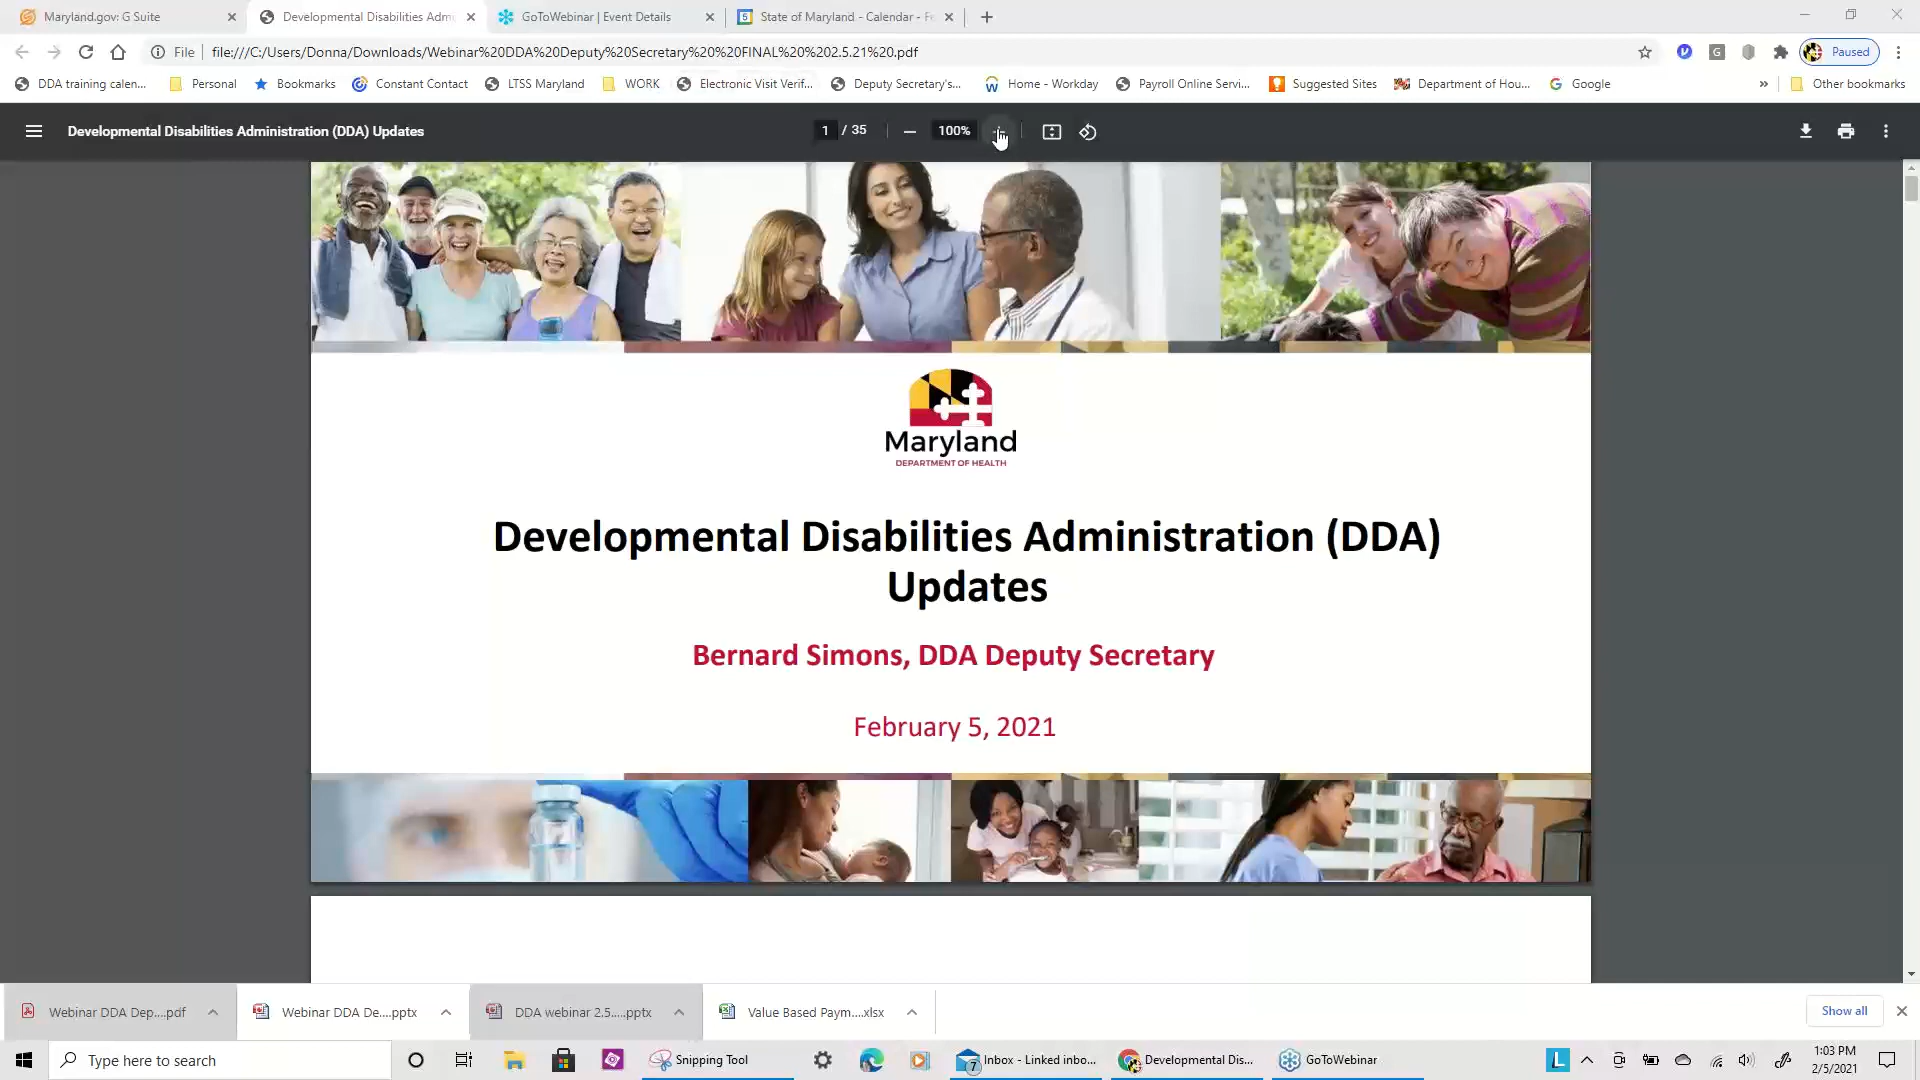 Maryland.gov: G Suite
Developmental Disabilities Adm
GoToWebinar | Event Details
State of Maryland - Calendar - Fe
File
file:///C:/Users/Donna/Downloads/Webinar%20DDA%20Deputy%20Secretary%20%20FINAL%20%202.5.21%20.pdf
Paused
DDA training calen...
Personal
Bookmarks
Constant Contact
LTSS Maryland
WORK
Electronic Visit Verif...
Deputy Secretary's...
Home - Workday
Payroll Online Servi...
Suggested Sites
Department of Hou...
Google
»
Other bookmarks
Developmental Disabilities Administration (DDA) Updates
1 / 35
100%
Maryland
DEPARTMENT OF HEALTH
Developmental Disabilities Administration (DDA)
Updates
Bernard Simons, DDA Deputy Secretary
February 5, 2021
Webinar DDA Dep....pdf
Webinar DDA De....pptx
DDA webinar 2.5.....pptx
Value Based Paym....xlsx
Show all
Type here to search
Snipping Tool
7
Inbox - Linked inbo...
Developmental Dis...
GoToWebinar
L
1:03 PM
2/5/2021